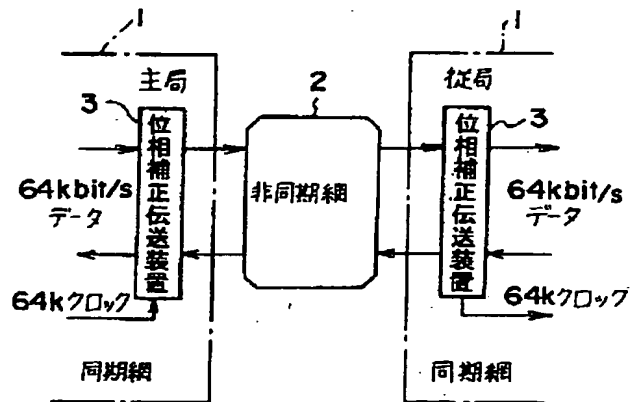 1
1
主局
従局
2
3
3
位相補正伝送装置
位相補正伝送装置
64kbit/s
データ
非同期網
64kbit/s
データ
64kクロック
64kクロック
同期網
同期網